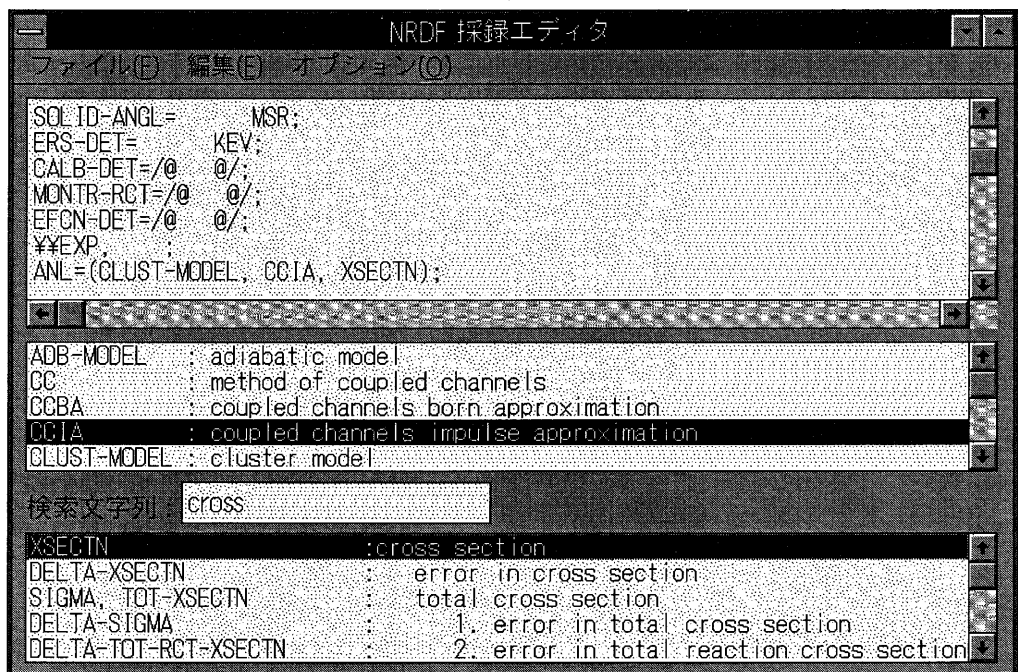 NRDF 採録エディタ
ファイル(F) 編集(E) オプション(O)
SOLID-ANGL= MSR;
ERS-DET= KEV;
CALB-DET=/@ @/;
MONTR-RCT=/@ @/;
EFCN-DET=/@ @/;
¥¥EXP, ;
ANL=(CLUST-MODEL, CCIA, XSECTN);
ADB-MODEL : adiabatic model
CC : method of coupled channels
CCBA : coupled channels born approximation
CCIA : coupled channels impulse approximation
CLUST-MODEL : cluster model
検索文字列 : cross
XSECTN :cross section
DELTA-XSECTN : error in cross section
SIGMA, TOT-XSECTN : total cross section
DELTA-SIGMA : 1. error in total cross section
DELTA-TOT-RCT-XSECTN : 2. error in total reaction cross section